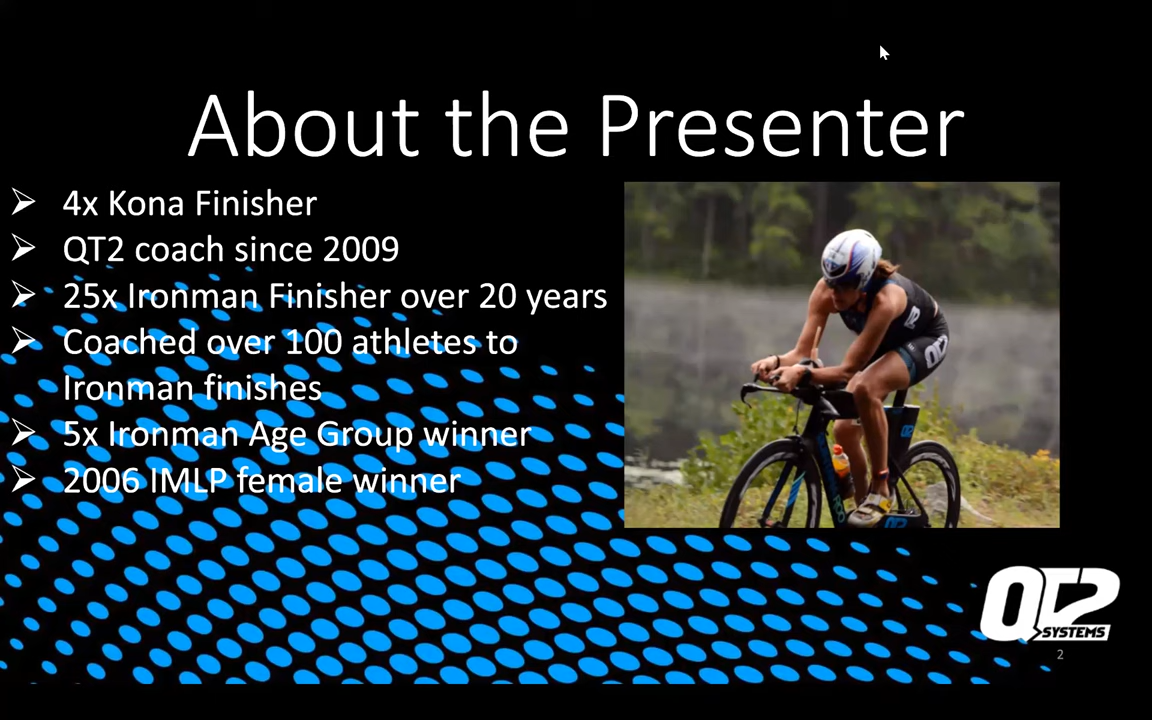 About the Presenter
4x Kona Finisher
QT2 coach since 2009
25x Ironman Finisher over 20 years
Coached over 100 athletes to
Ironman finishes
5x Ironman Age Group winner
2006 IMLP female winner
QT2
SYSTEMS
2